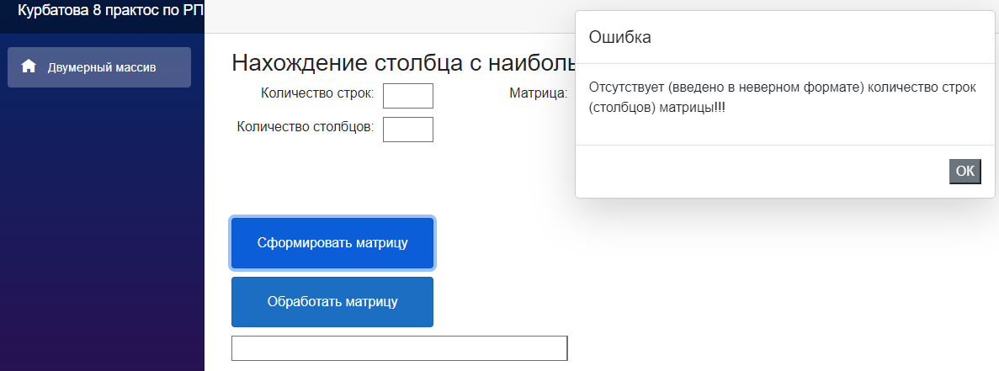 Курбатова 8 практос по РП
Двумерный массив
Нахождение столбца с наиболь
Количество строк:
Матрица:
Количество столбцов:
Сформировать матрицу
Обработать матрицу
Ошибка
Отсутствует (введено в неверном формате) количество строк
(столбцов) матрицы!!!
ОК